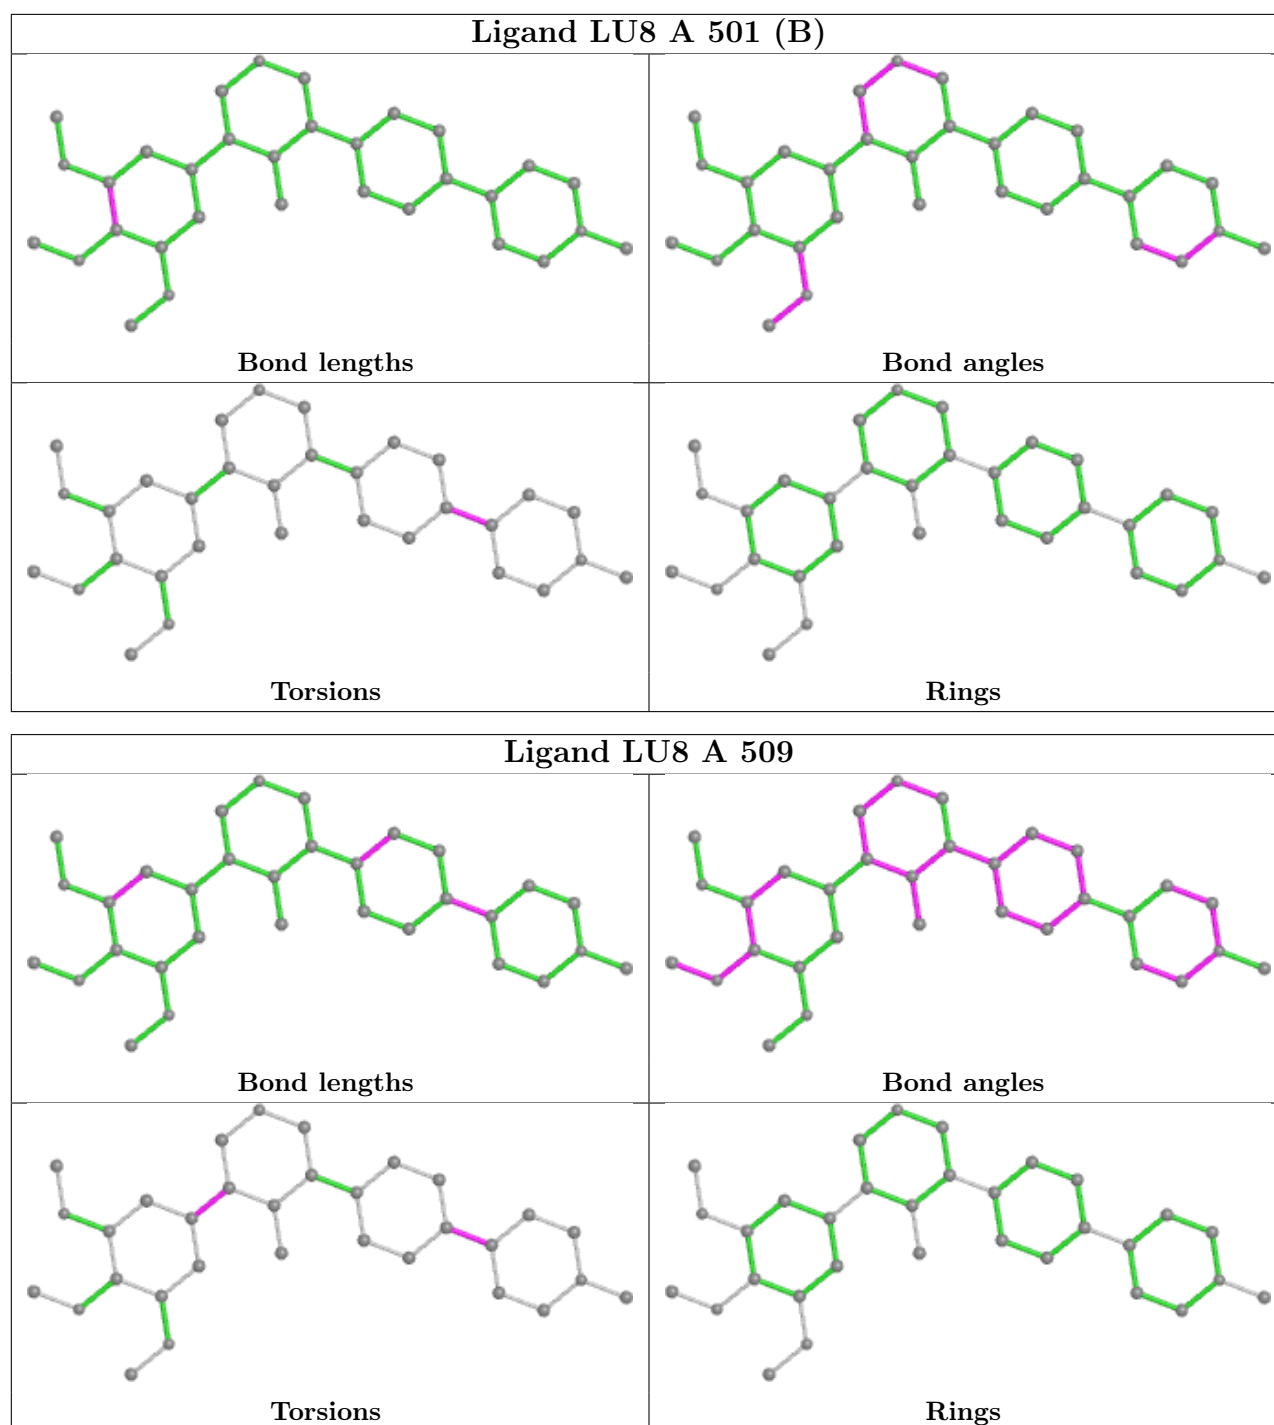 Ligand LU8 A 501 (B)
Bond lengths
Bond angles
Torsions
Rings
Ligand LU8 A 509
Bond lengths
Bond angles
Torsions
Rings